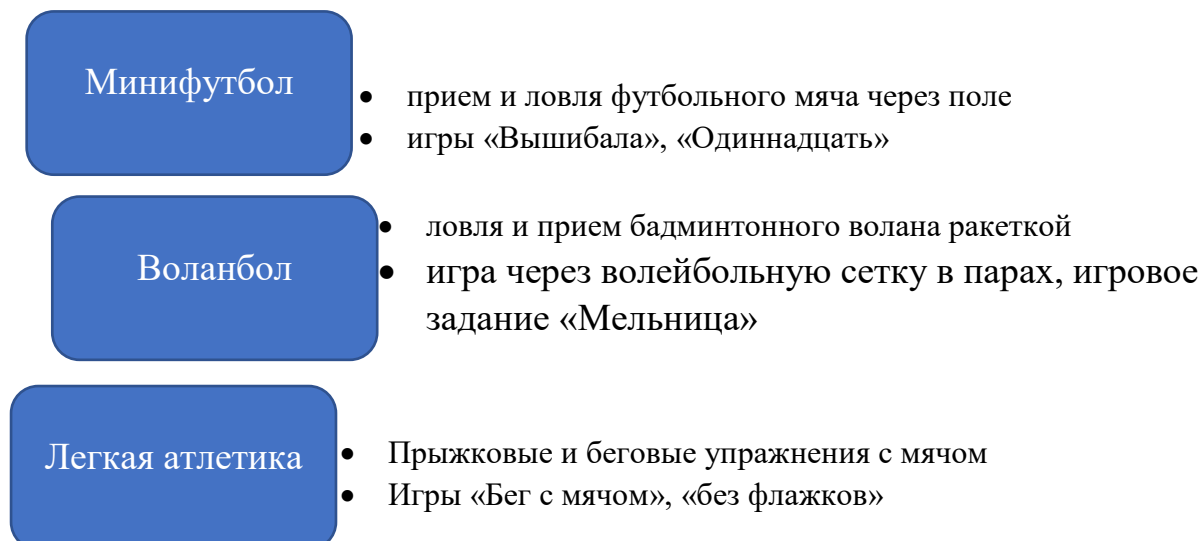 Минифутбол
• прием и ловля футбольного мяча через поле
• игры «Вышибала», «Одиннадцать»
Воланбол
• ловля и прием бадминтонного волана ракеткой
• игра через волейбольную сетку в парах, игровое
задание «Мельница»
Легкая атлетика
• Прыжковые и беговые упражнения с мячом
• Игры «Бег с мячом», «без флажков»